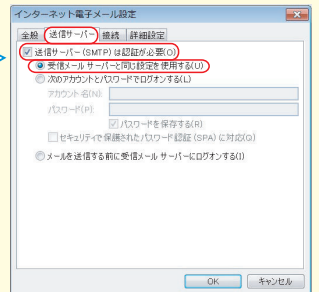 インターネット電子メール設定
全般 送信サーバー 接続 詳細設定
送信サーバー (SMTP) は認証が必要(O)
受信メール サーバーと同じ設定を使用する(U)
次のアカウントとパスワードでログオンする(L)
アカウント名(N):
パスワード(P):
パスワードを保存する(R)
セキュリティで保護されたパスワード認証 (SPA) に対応(Q)
メールを送信する前に受信メール サーバーにログオンする(I)
OK キャンセル